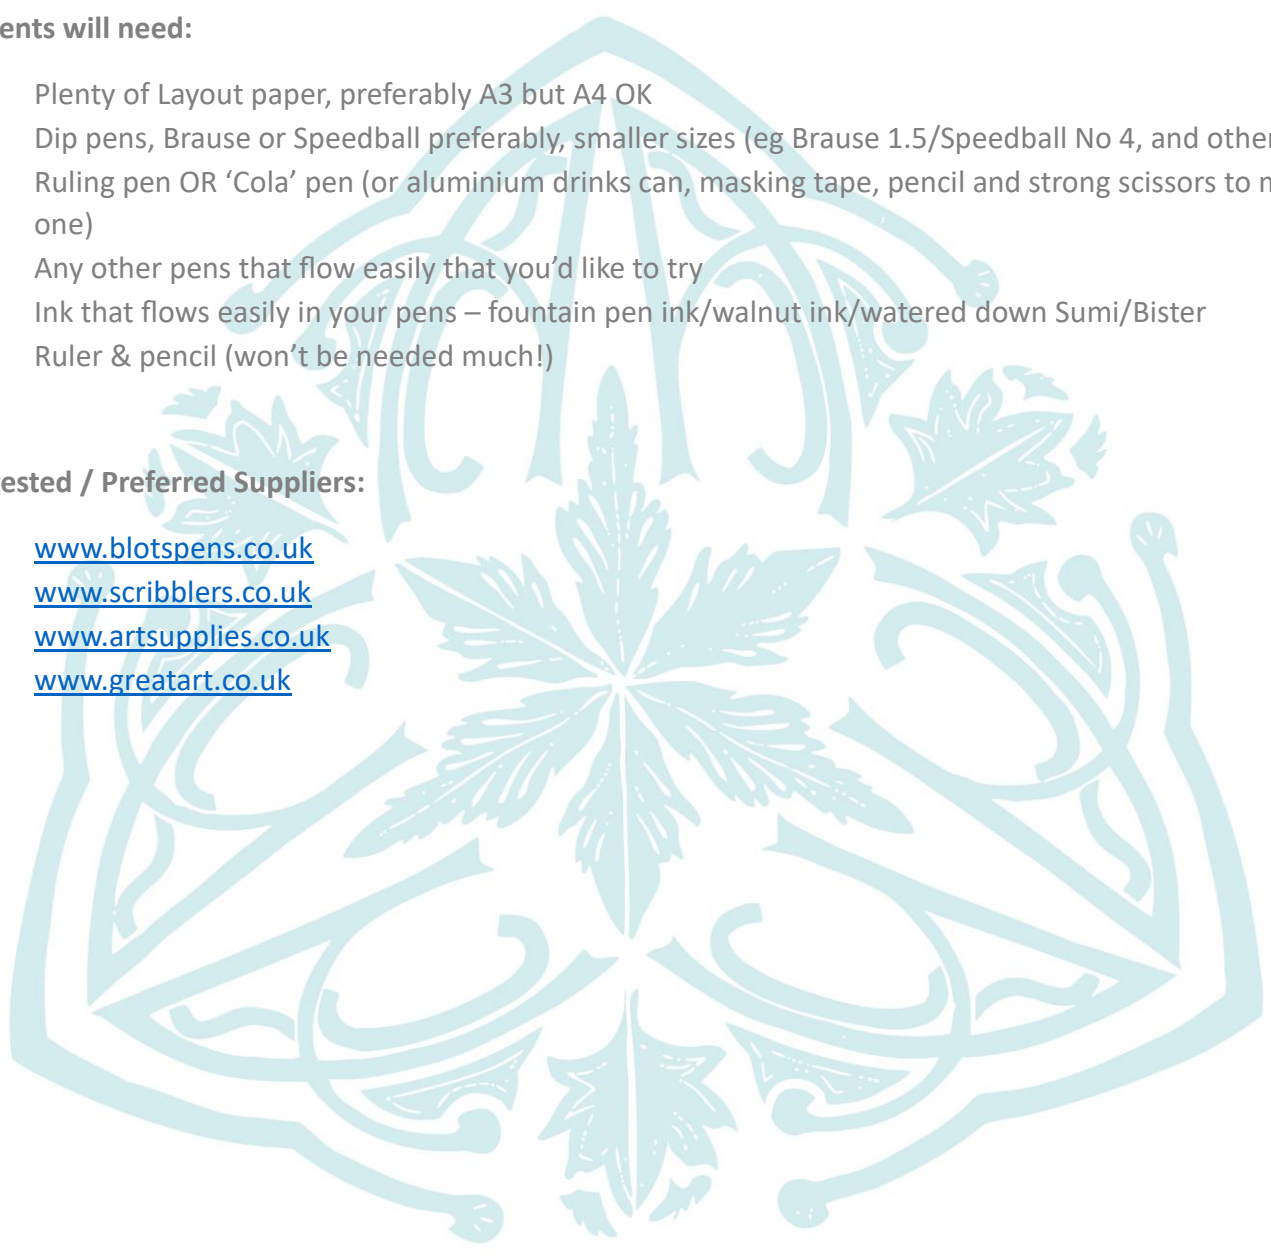 ents will need:
Plenty of Layout paper, preferably A3 but A4 OK
Dip pens, Brause or Speedball preferably, smaller sizes (eg Brause 1.5/Speedball No 4, and other
Ruling pen OR ‘Cola’ pen (or aluminium drinks can, masking tape, pencil and strong scissors to m
one)
Any other pens that flow easily that you’d like to try
Ink that flows easily in your pens – fountain pen ink/walnut ink/watered down Sumi/Bister
Ruler & pencil (won’t be needed much!)
ested / Preferred Suppliers:
www.blotspens.co.uk
www.scribblers.co.uk
www.artsupplies.co.uk
www.greatart.co.uk